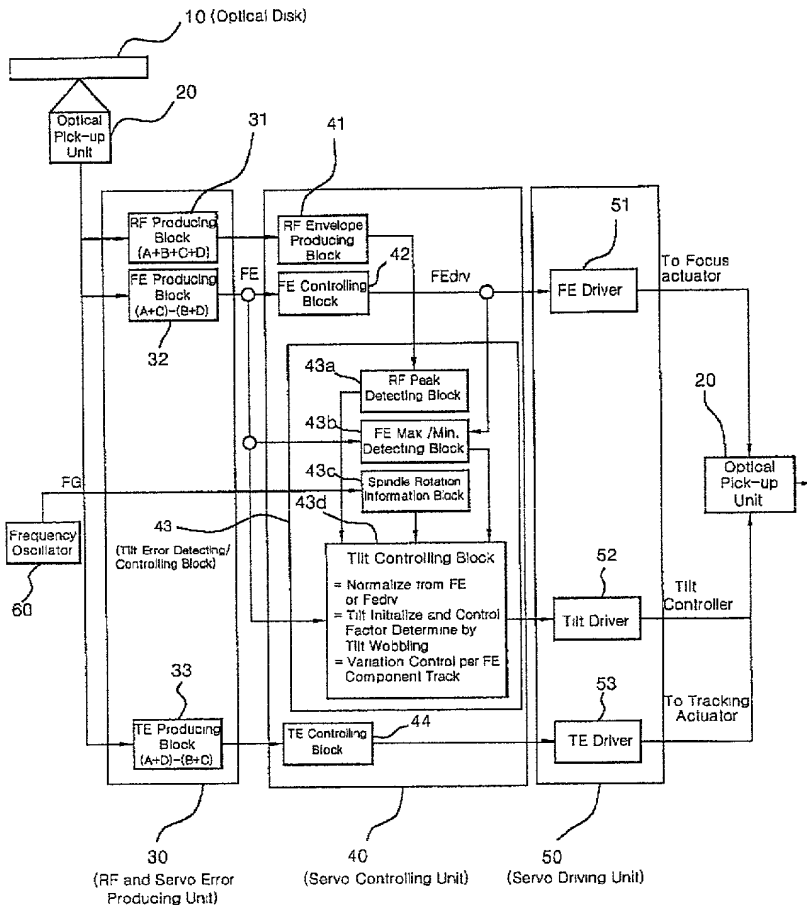 10 (Optical Disk)
20
Optical
Pick-up
Unit
31
41
RF Producing
Block
(A+B+C+D)
RF Envelope
Producing
Block
51
FE Producing
Block
(A+C)-(B+D)
32
FE
FE Controlling
Block
42
FEdrv
FE Driver
To Focus
actuator
43a
RF Peak
Detecting Block
43b
FE Max /Min.
Detecting Block
20
Optical
Pick-up
Unit
43c
Spindle Rotation
Information Block
FG
43
43d
Frequency
Oscillator
60
(Tilt Error Detecting/
Controlling Block)
Tilt Controlling Block
= Normalize from FE
or Fedrv
= Tilt Initialize and Control
Factor Determine by
Tilt Wobbling
= Variation Control per FE
Component Track
52
Tilt Driver
Tilt
Controller
33
TE Producing
Block
(A+D)-(B+C)
TE Controlling
Block
44
53
TE Driver
To Tracking
Actuator
30
(RF and Servo Error
Producing Unit)
40
(Servo Controlling Unit)
50
(Servo Driving Unit)